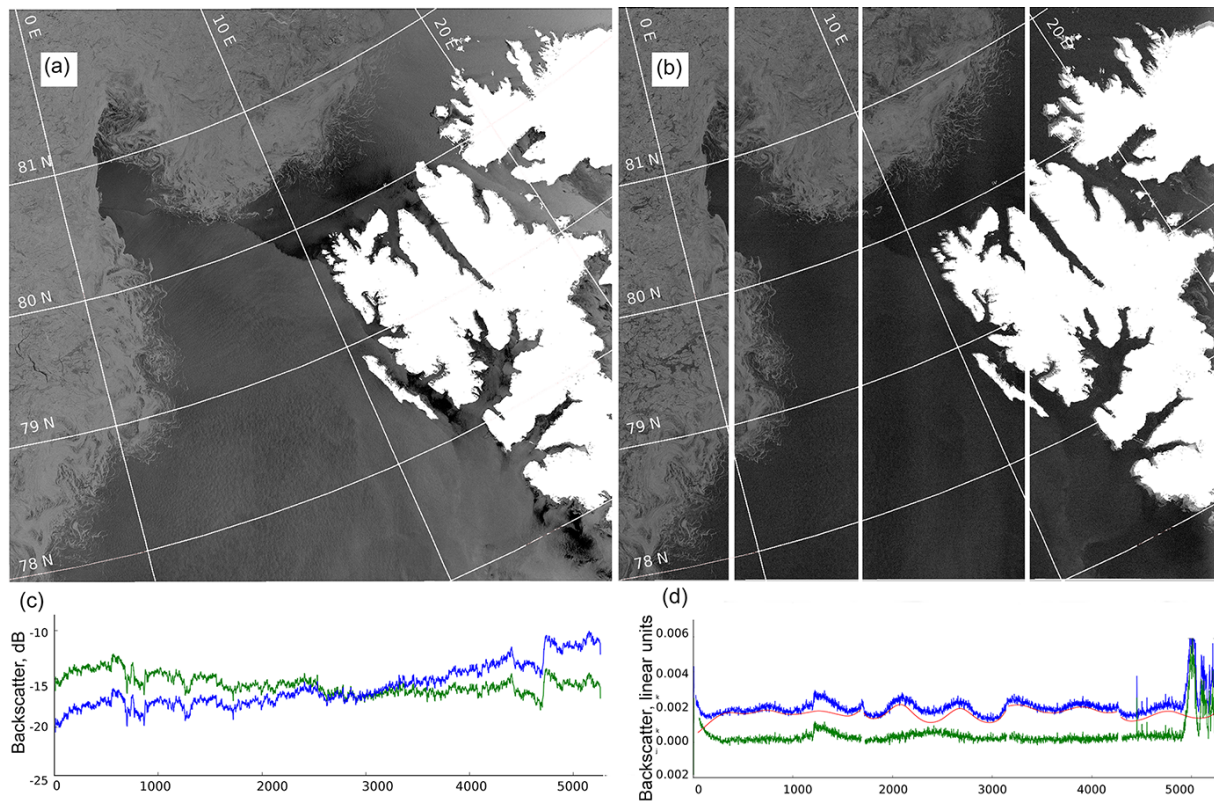 0 E
10 E
20 E
(a)
81 N
80 N
79 N
78 N
0 E
10 E
20 E
(b)
81 N
80 N
79 N
78 N
(c)
Backscatter, dB
-10
-15
-20
-25
0 1000 2000 3000 4000 5000
(d)
Backscatter, linear units
0.006
0.004
0.002
0.000
0.002
0 1000 2000 3000 4000 5000